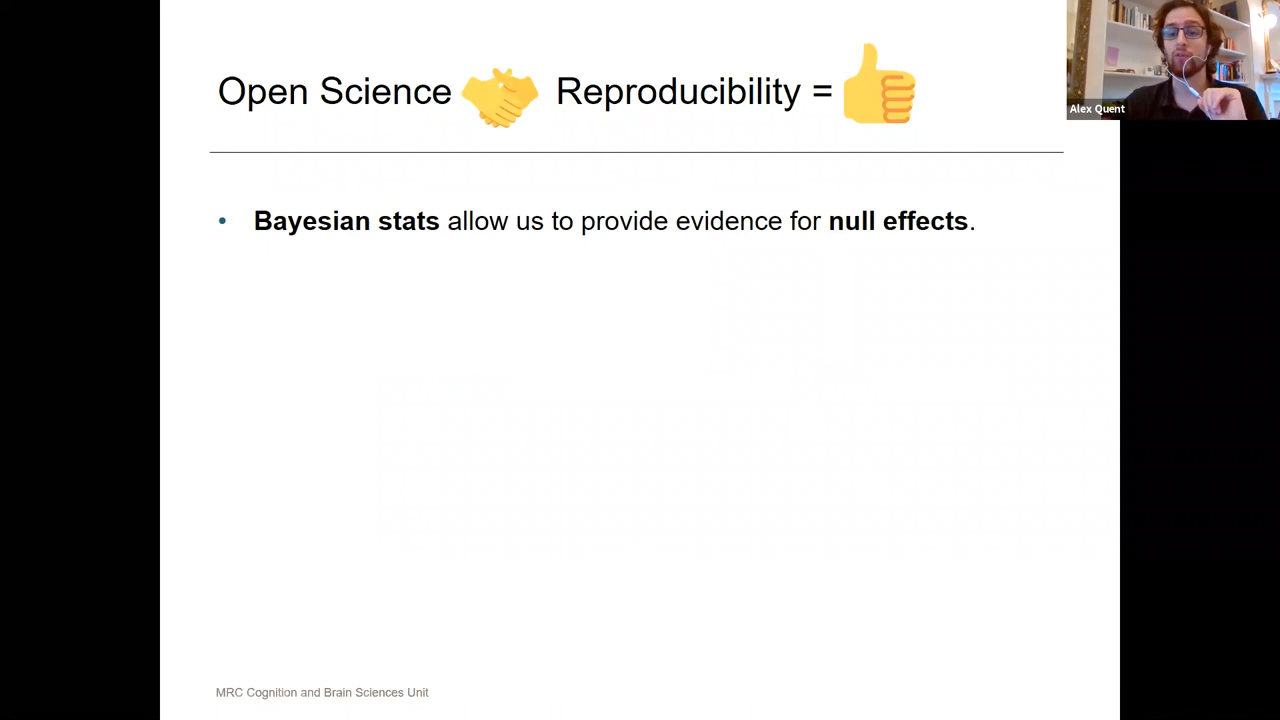 Open Science 🤝 Reproducibility = 👍
Alex Quent
• Bayesian stats allow us to provide evidence for null effects.
MRC Cognition and Brain Sciences Unit